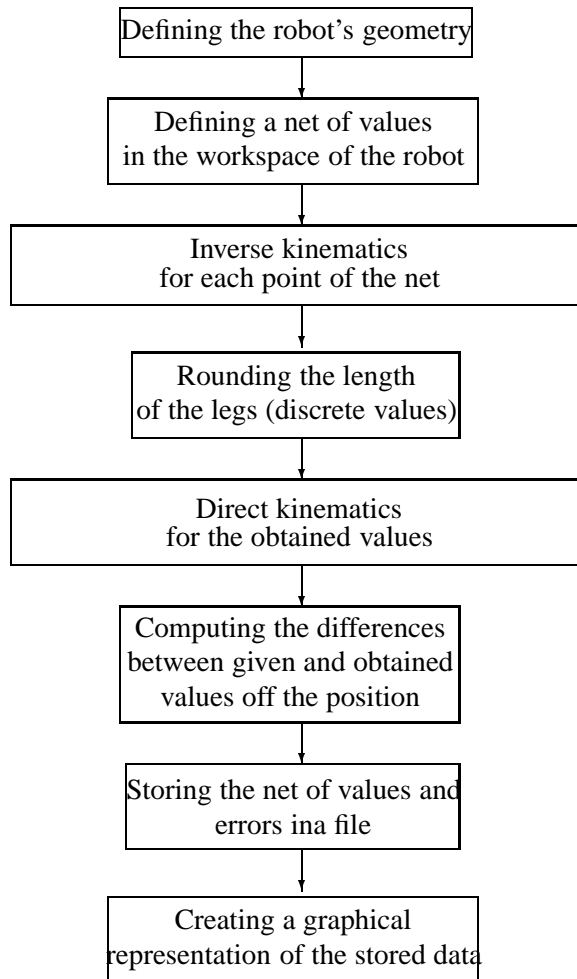 Defining the robot’s geometry
Defining a net of values
in the workspace of the robot
Inverse kinematics
for each point of the net
Rounding the length
of the legs (discrete values)
Direct kinematics
for the obtained values
Computing the differences
between given and obtained
values off the position
Storing the net of values and
errors ina file
Creating a graphical
representation of the stored data